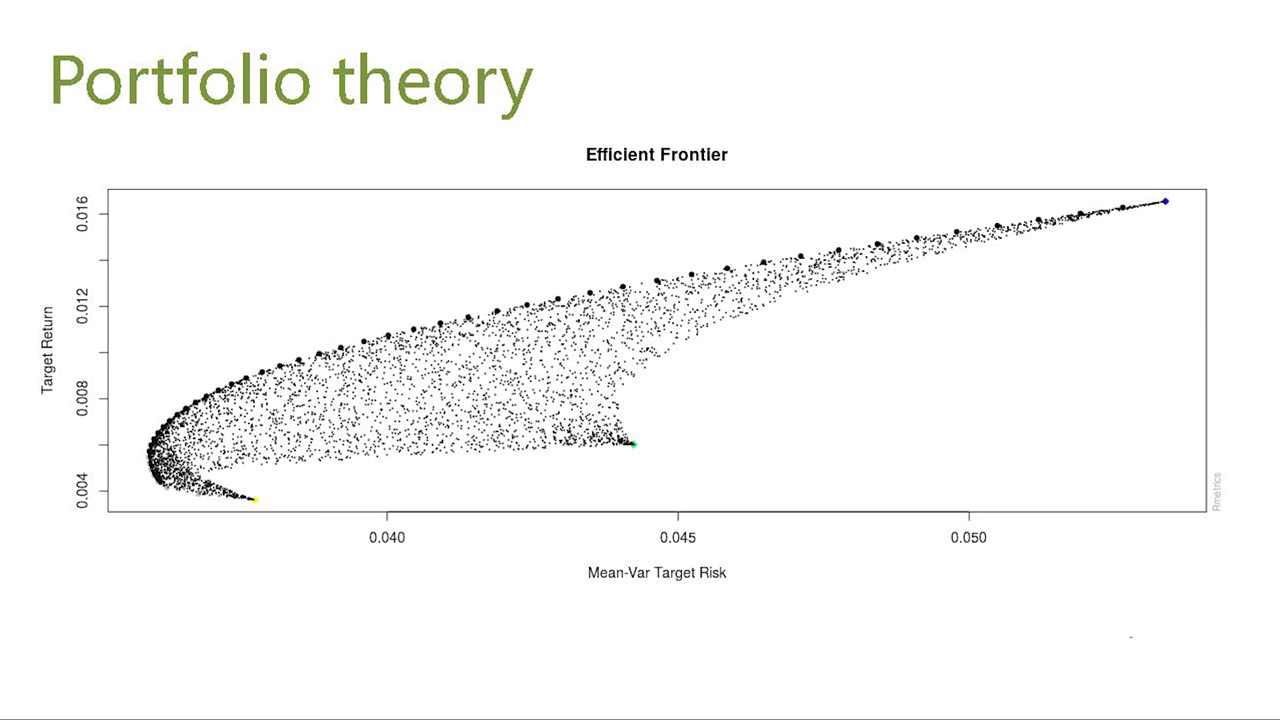 Portfolio theory
Efficient Frontier
0.016
0.012
0.008
0.004
Target Return
0.040
0.045
0.050
Mean-Var Target Risk
Rmetrics